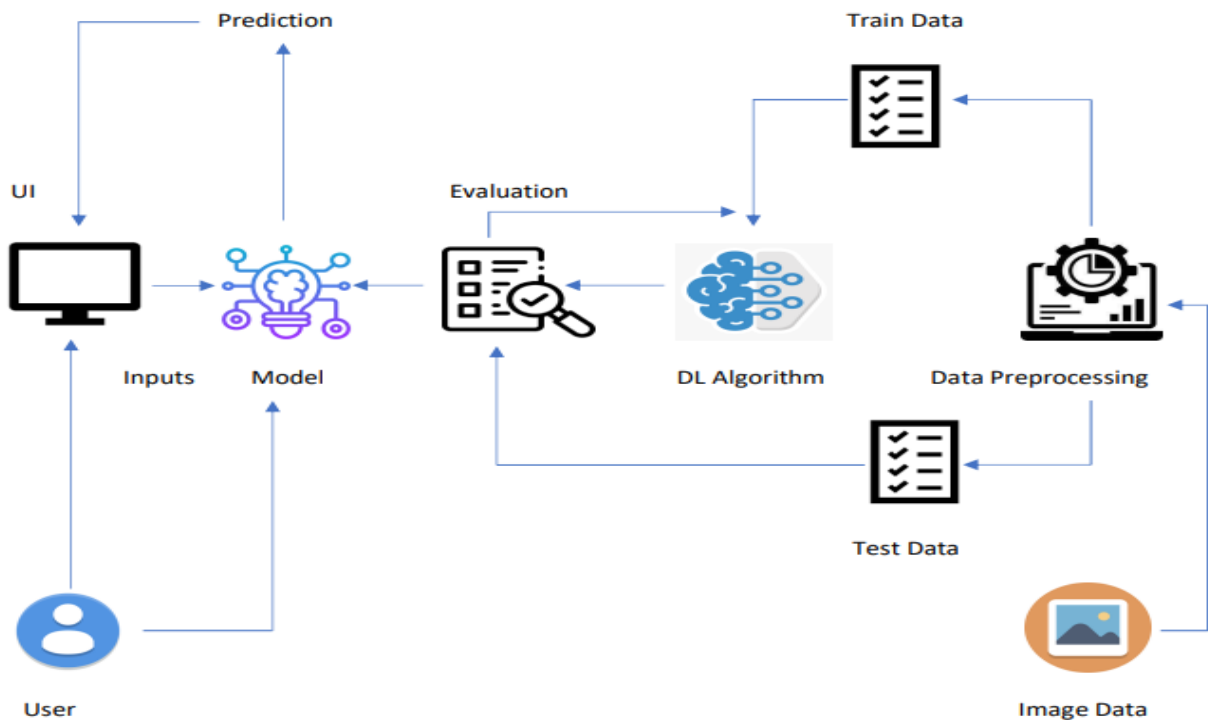 Prediction
Train Data
UI
Evaluation
Inputs
Model
DL Algorithm
Data Preprocessing
Test Data
User
Image Data